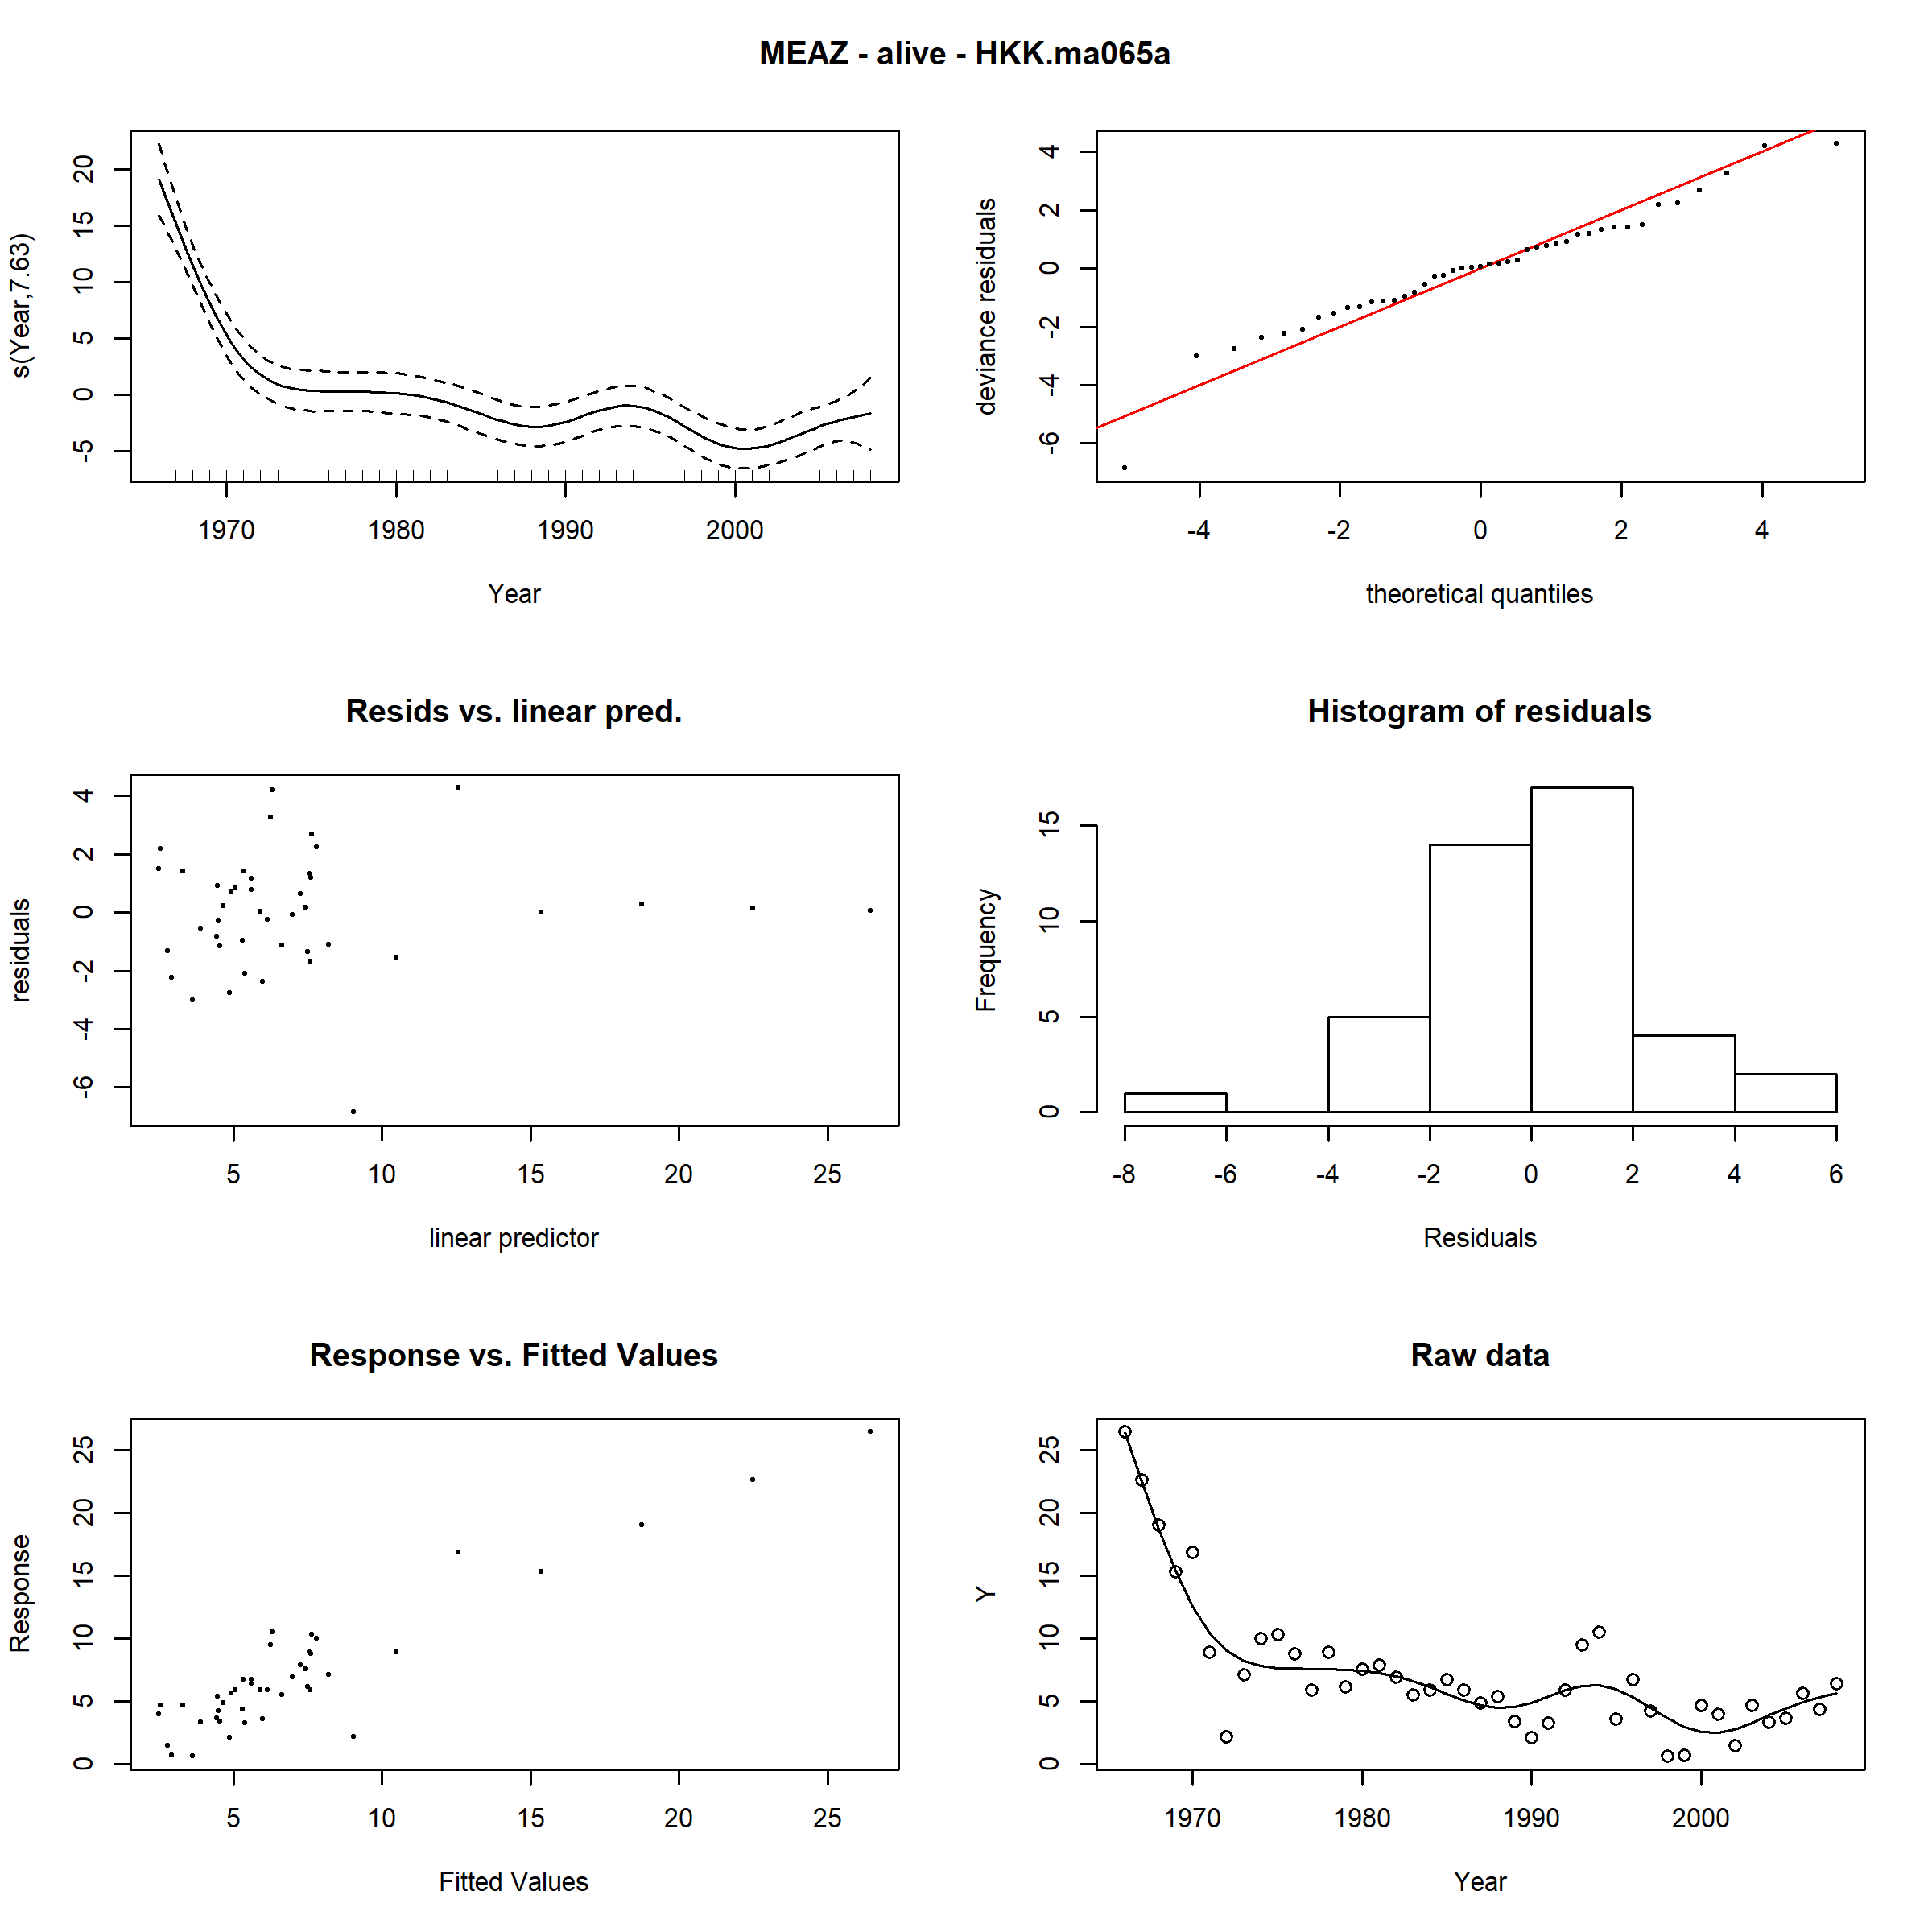 MEAZ - alive - HKK.ma065a
s(Year,7.63)
20
15
10
5
0
-5
1970 1980 1990 2000
Year
deviance residuals
4
2
0
-2
-4
-6
-4 -2 0 2 4
theoretical quantiles
Resids vs. linear pred.
residuals
4
2
0
-2
-4
-6
5 10 15 20 25
linear predictor
Histogram of residuals
Frequency
15
10
5
0
-8 -6 -4 -2 0 2 4 6
Residuals
Response vs. Fitted Values
Response
25
20
15
10
5
0
5 10 15 20 25
Fitted Values
Raw data
Y
25
20
15
10
5
0
1970 1980 1990 2000
Year